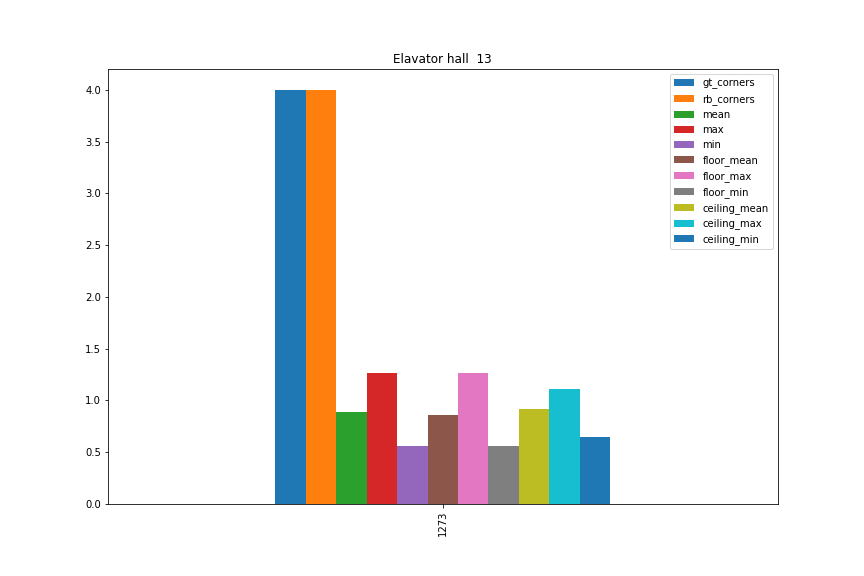 Elavator hall 13
4.0
3.5
3.0
2.5
2.0
1.5
1.0
0.5
0.0
1273
gt_corners
rb_corners
mean
max
min
floor_mean
floor_max
floor_min
ceiling_mean
ceiling_max
ceiling_min